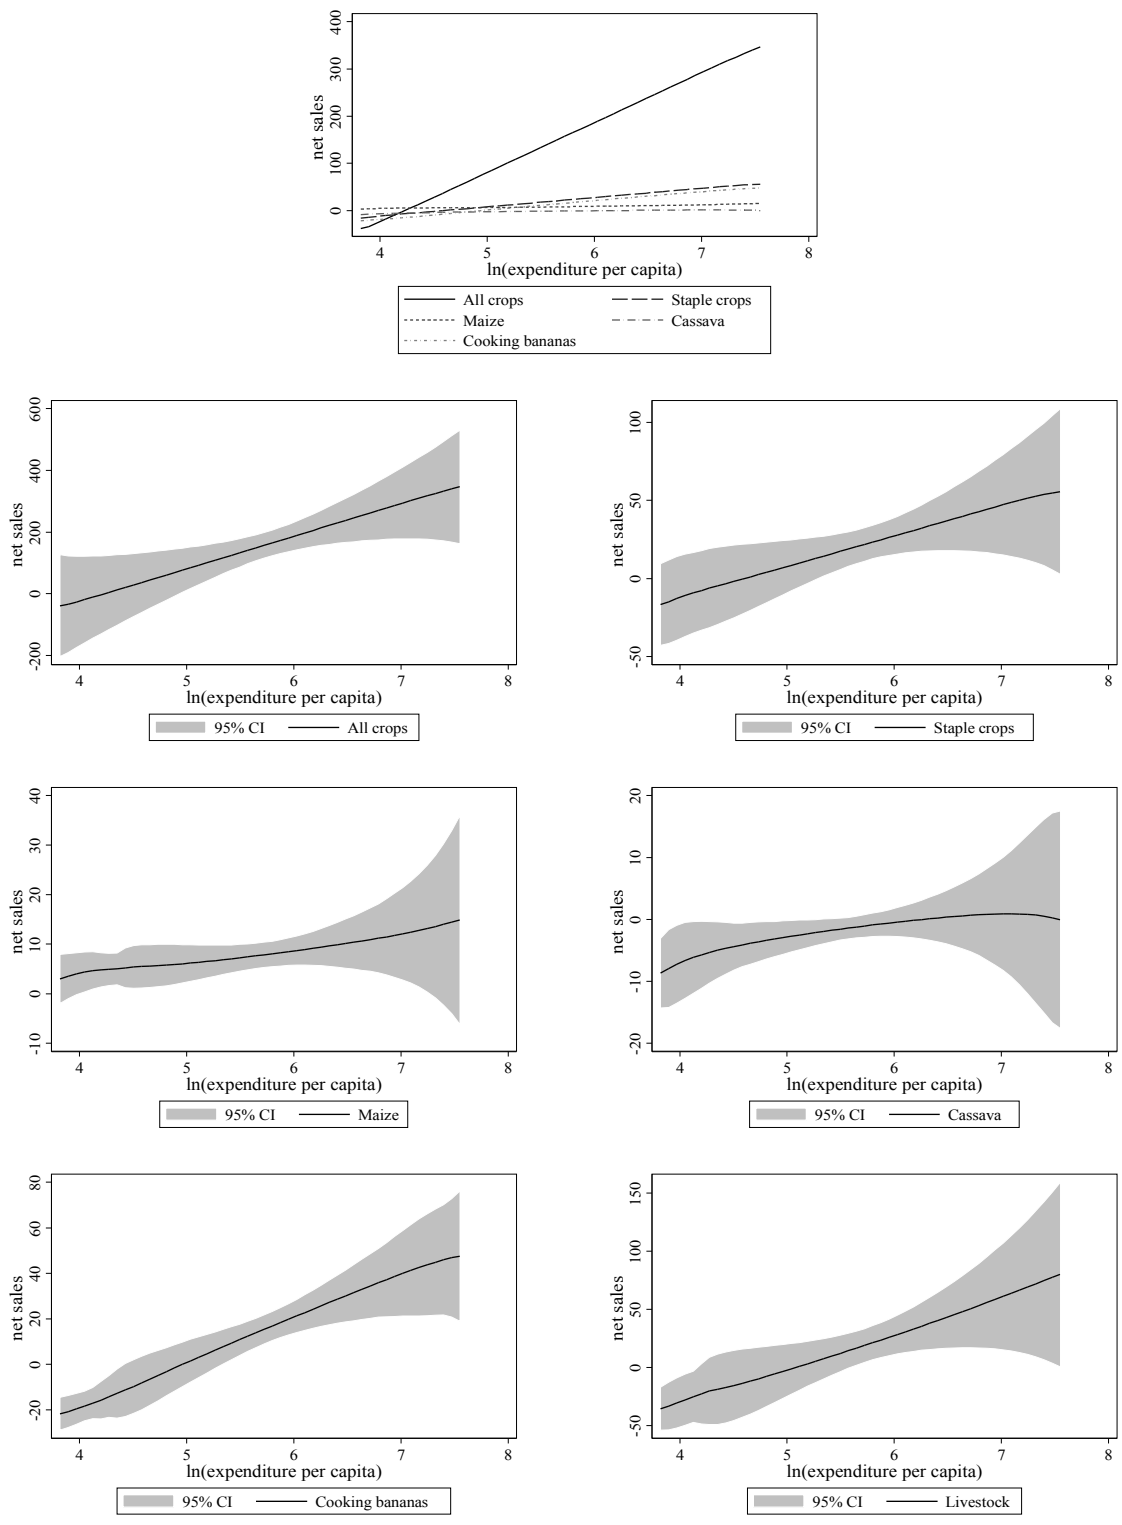 400
300
200
100
0
net sales
4 5 6 7 8
ln(expenditure per capita)
All crops Staple crops
Maize Cassava
Cooking bananas
600
400
200
0
-200
net sales
4 5 6 7 8
ln(expenditure per capita)
95% CI All crops
100
50
0
-50
net sales
4 5 6 7 8
ln(expenditure per capita)
95% CI Staple crops
40
30
20
10
0
-10
net sales
4 5 6 7 8
ln(expenditure per capita)
95% CI Maize
20
10
0
-10
-20
net sales
4 5 6 7 8
ln(expenditure per capita)
95% CI Cassava
80
60
40
20
0
-20
net sales
4 5 6 7 8
ln(expenditure per capita)
95% CI Cooking bananas
150
100
50
0
-50
net sales
4 5 6 7 8
ln(expenditure per capita)
95% CI Livestock